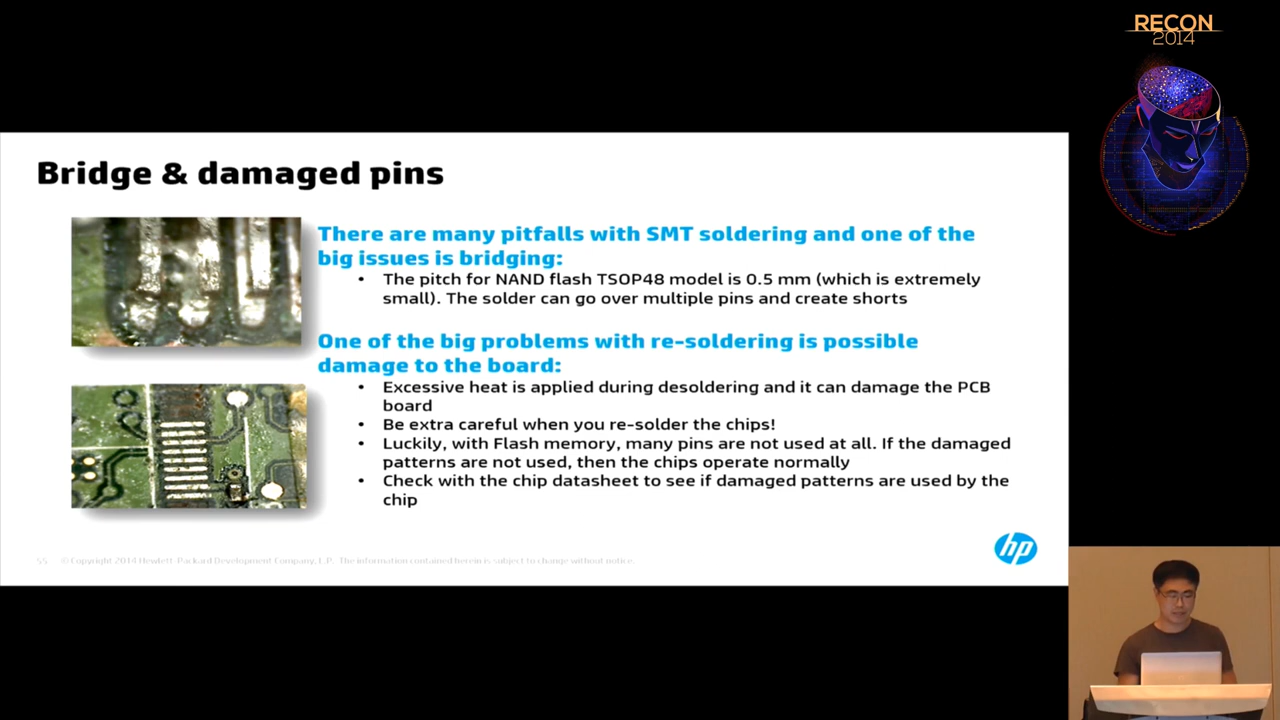 RECON
2014
Bridge & damaged pins
There are many pitfalls with SMT soldering and one of the
big issues is bridging:
• The pitch for NAND flash TSOP48 model is 0.5 mm (which is extremely
small). The solder can go over multiple pins and create shorts
One of the big problems with re-soldering is possible
damage to the board:
• Excessive heat is applied during desoldering and it can damage the PCB
board
• Be extra careful when you re-solder the chips!
• Luckily, with Flash memory, many pins are not used at all. If the damaged
patterns are not used, then the chips operate normally
• Check with the chip datasheet to see if damaged patterns are used by the
chip
55 © Copyright 2014 Hewlett-Packard Development Company, L.P. The information contained herein is subject to change without notice.
hp